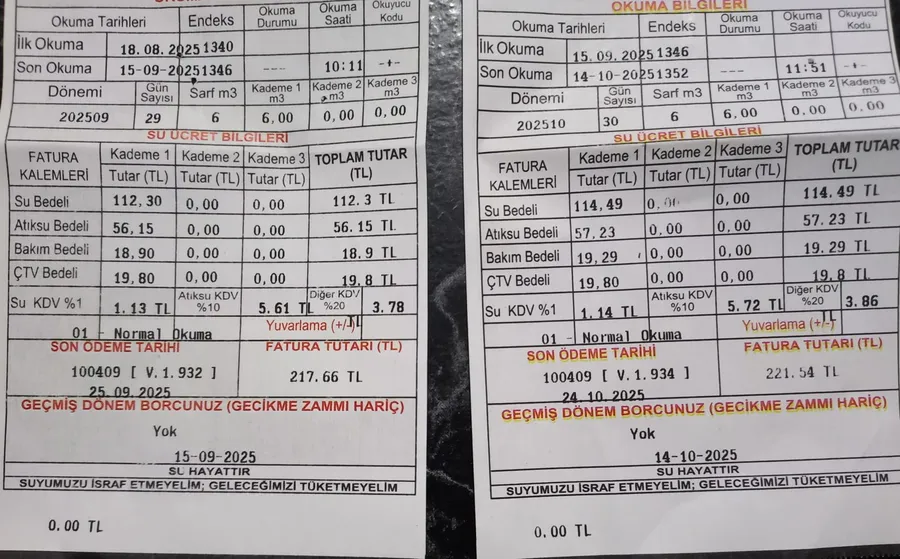 Okuma Tarihleri Endeks Okuma Durumu Okuma Saati Okuyucu Kodu
İlk Okuma 18.08.2025 1340
Son Okuma 15-09-2025 1346 --- 10:11 -+-
Dönemi Gün Sayısı Sarf m3 Kademe 1 m3 Kademe 2 m3 Kademe 3 m3
202509 29 6 6,00 0,00 0,00
SU ÜCRET BİLGİLERİ
FATURA KALEMLERİ Kademe 1 Tutar (TL) Kademe 2 Tutar (TL) Kademe 3 Tutar (TL) TOPLAM TUTAR (TL)
Su Bedeli 112,30 0,00 0,00 112.3 TL
Atıksu Bedeli 56,15 0,00 0,00 56.15 TL
Bakım Bedeli 18,90 0,00 0,00 18.9 TL
ÇTV Bedeli 19,80 0,00 0,00 19.8 TL
Su KDV %1 1.13 TL Atıksu KDV %10 5.61 TL Diğer KDV %20 3.78 TL
01 - Normal Okuma Yuvarlama (+/-)
SON ÖDEME TARİHİ FATURA TUTARI (TL)
100409 [ V.1.932 ] 217.66 TL
25.09.2025
GEÇMİŞ DÖNEM BORCUNUZ (GECİKME ZAMMI HARİÇ)
Yok
15-09-2025
SU HAYATTIR
SUYUMUZU İSRAF ETMEYELİM; GELECEĞİMİZİ TÜKETMEYELİM
0.00 TL
OKUMA BİLGİLERİ
Okuma Tarihleri Endeks Okuma Durumu Okuma Saati Okuyucu Kodu
İlk Okuma 15.09.2025 1346
Son Okuma 14-10-2025 1352 --- 11:51 -+-
Dönemi Gün Sayısı Sarf m3 Kademe 1 m3 Kademe 2 m3 Kademe 3 m3
202510 30 6 6,00 0.00 0.00
SU ÜCRET BİLGİLERİ
FATURA KALEMLERİ Kademe 1 Tutar (TL) Kademe 2 Tutar (TL) Kademe 3 Tutar (TL) TOPLAM TUTAR (TL)
Su Bedeli 114,49 0,00 0,00 114.49 TL
Atıksu Bedeli 57,23 0,00 0,00 57.23 TL
Bakım Bedeli 19,29 0,00 0,00 19.29 TL
ÇTV Bedeli 19,80 0,00 0,00 19.8 TL
Su KDV %1 1.14 TL Atıksu KDV %10 5.72 TL Diğer KDV %20 3.86 TL
01 - Normal Okuma Yuvarlama (+/-)
SON ÖDEME TARİHİ FATURA TUTARI (TL)
100409 [ V.1.934 ] 221.54 TL
24.10.2025
GEÇMİŞ DÖNEM BORCUNUZ (GECİKME ZAMMI HARİÇ)
Yok
14-10-2025
SU HAYATTIR
SUYUMUZU İSRAF ETMEYELİM; GELECEĞİMİZİ TÜKETMEYELİM
0.00 TL